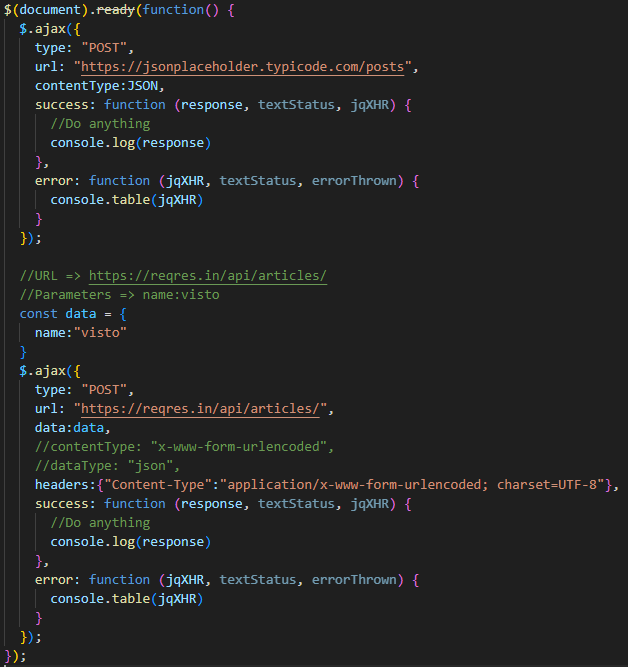 $(document).ready(function() {
  $.ajax({
    type: "POST",
    url: "https://jsonplaceholder.typicode.com/posts",
    contentType:JSON,
    success: function (response, textStatus, jqXHR) {
      //Do anything
      console.log(response)
    },
    error: function (jqXHR, textStatus, errorThrown) {
      console.table(jqXHR)
    }
  });

  //URL => https://reqres.in/api/articles/
  //Parameters => name:visto
  const data = {
    name:"visto"
  }
  $.ajax({
    type: "POST",
    url: "https://reqres.in/api/articles/",
    data:data,
    //contentType: "x-www-form-urlencoded",
    //dataType: "json",
    headers:{"Content-Type":"application/x-www-form-urlencoded; charset=UTF-8"},
    success: function (response, textStatus, jqXHR) {
      //Do anything
      console.log(response)
    },
    error: function (jqXHR, textStatus, errorThrown) {
      console.table(jqXHR)
    }
  });
});